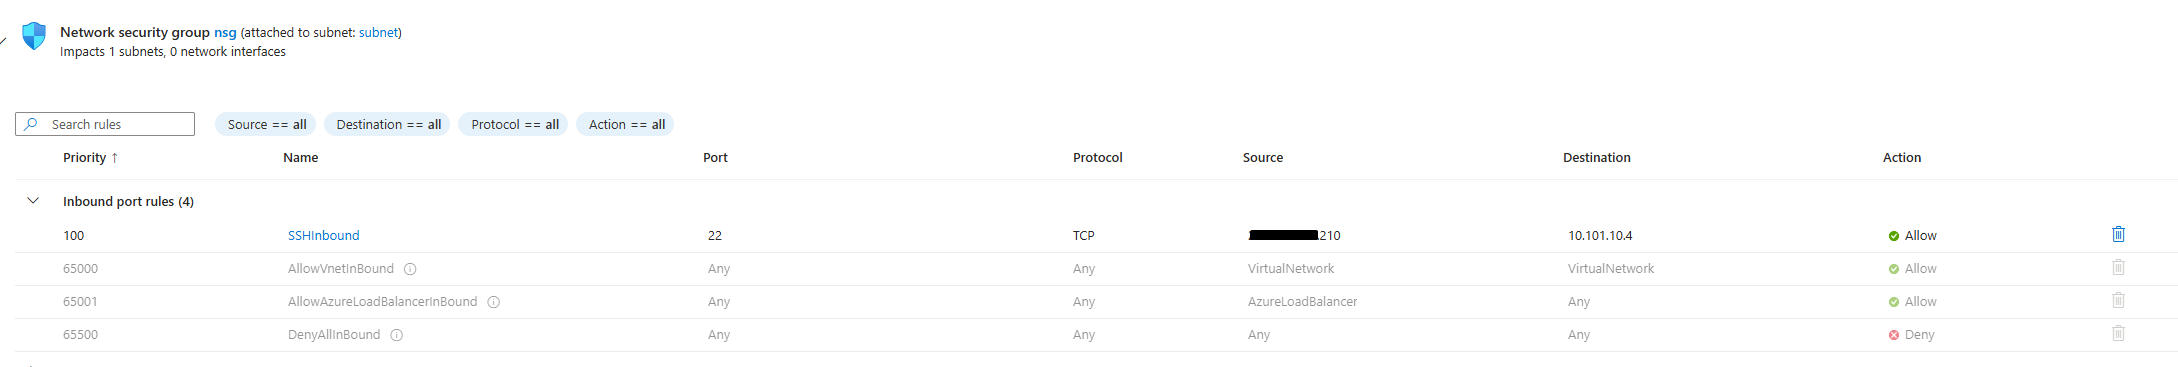 Network security group nsg (attached to subnet: subnet)
Impacts 1 subnets, 0 network interfaces
Search rules Source == all Destination == all Protocol == all Action == all
Priority ↑ Name Port Protocol Source Destination Action
Inbound port rules (4)
100 SSHInbound 22 TCP .210 10.101.10.4 Allow
65000 AllowVnetInBound Any Any VirtualNetwork VirtualNetwork Allow
65001 AllowAzureLoadBalancerInBound Any Any AzureLoadBalancer Any Allow
65500 DenyAllInBound Any Any Any Any Deny